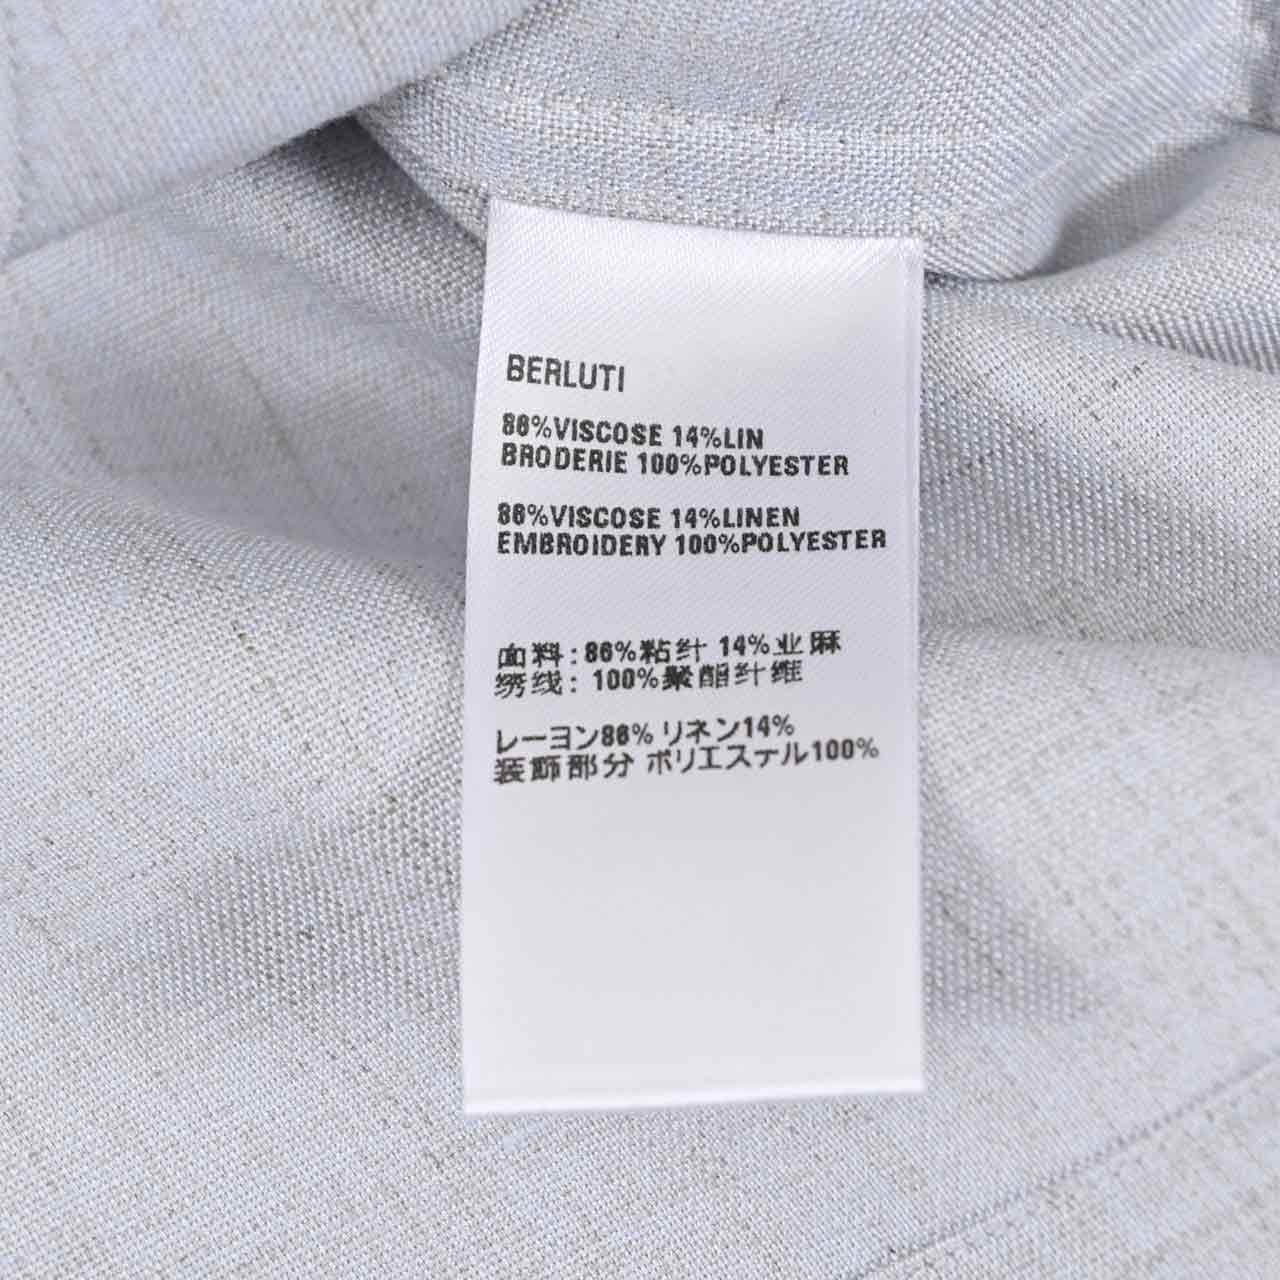 BERLUTI
86%VISCOSE 14%LIN
BRODERIE 100%POLYESTER
86%VISCOSE 14%LINEN
EMBROIDERY 100%POLYESTER
面料:86%粘针 14%亚麻
绣线:100%聚酯纤维
レーヨン86% リネン14%
装飾部分 ポリエステル100%